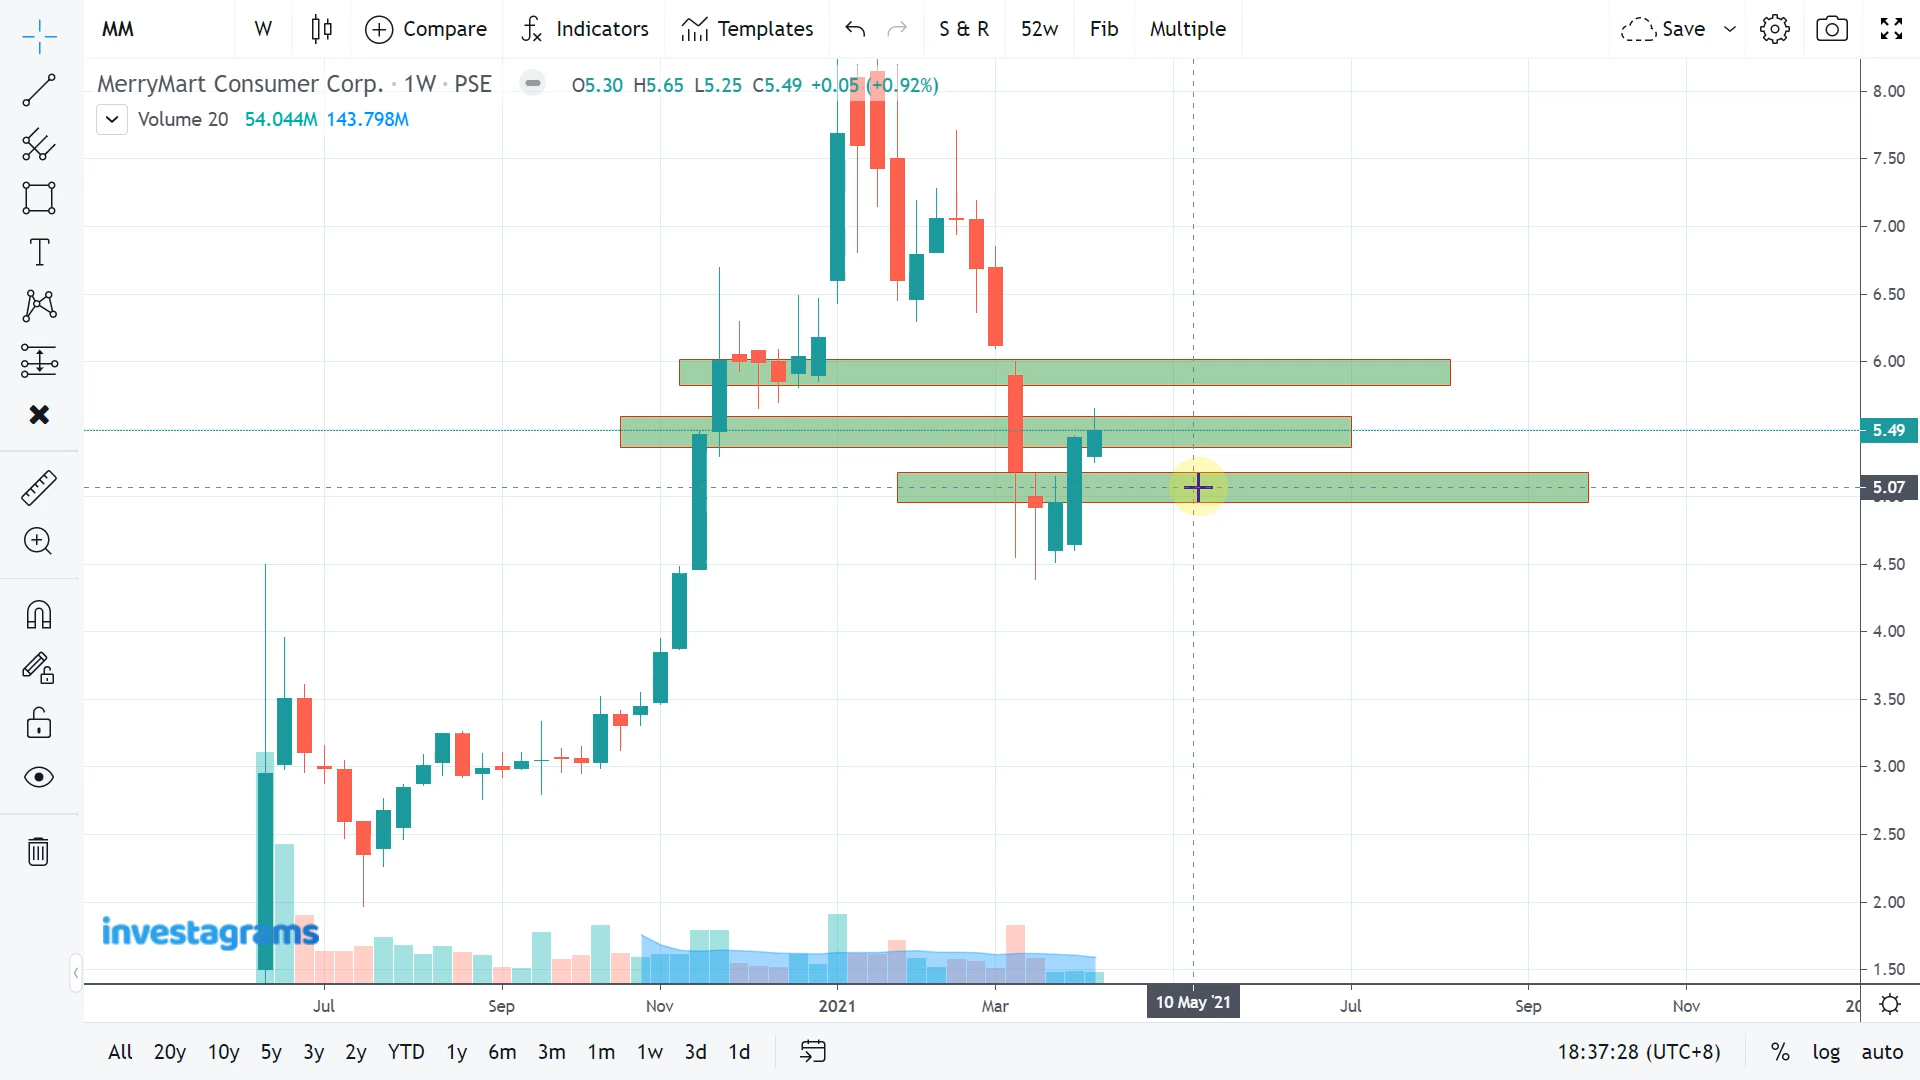 MM W Compare Indicators Templates S & R 52w Fib Multiple Save
MerryMart Consumer Corp. · 1W · PSE O5.30 H5.65 L5.25 C5.49 +0.05 (+0.92%)
Volume 20 54.044M 143.798M
8.00
7.50
7.00
6.50
6.00
5.49
5.07
4.50
4.00
3.50
3.00
2.50
2.00
1.50
investagrams
Jul Sep Nov 2021 Mar 10 May '21 Jul Sep Nov
All 20y 10y 5y 3y 2y YTD 1y 6m 3m 1m 1w 3d 1d 18:37:28 (UTC+8) % log auto